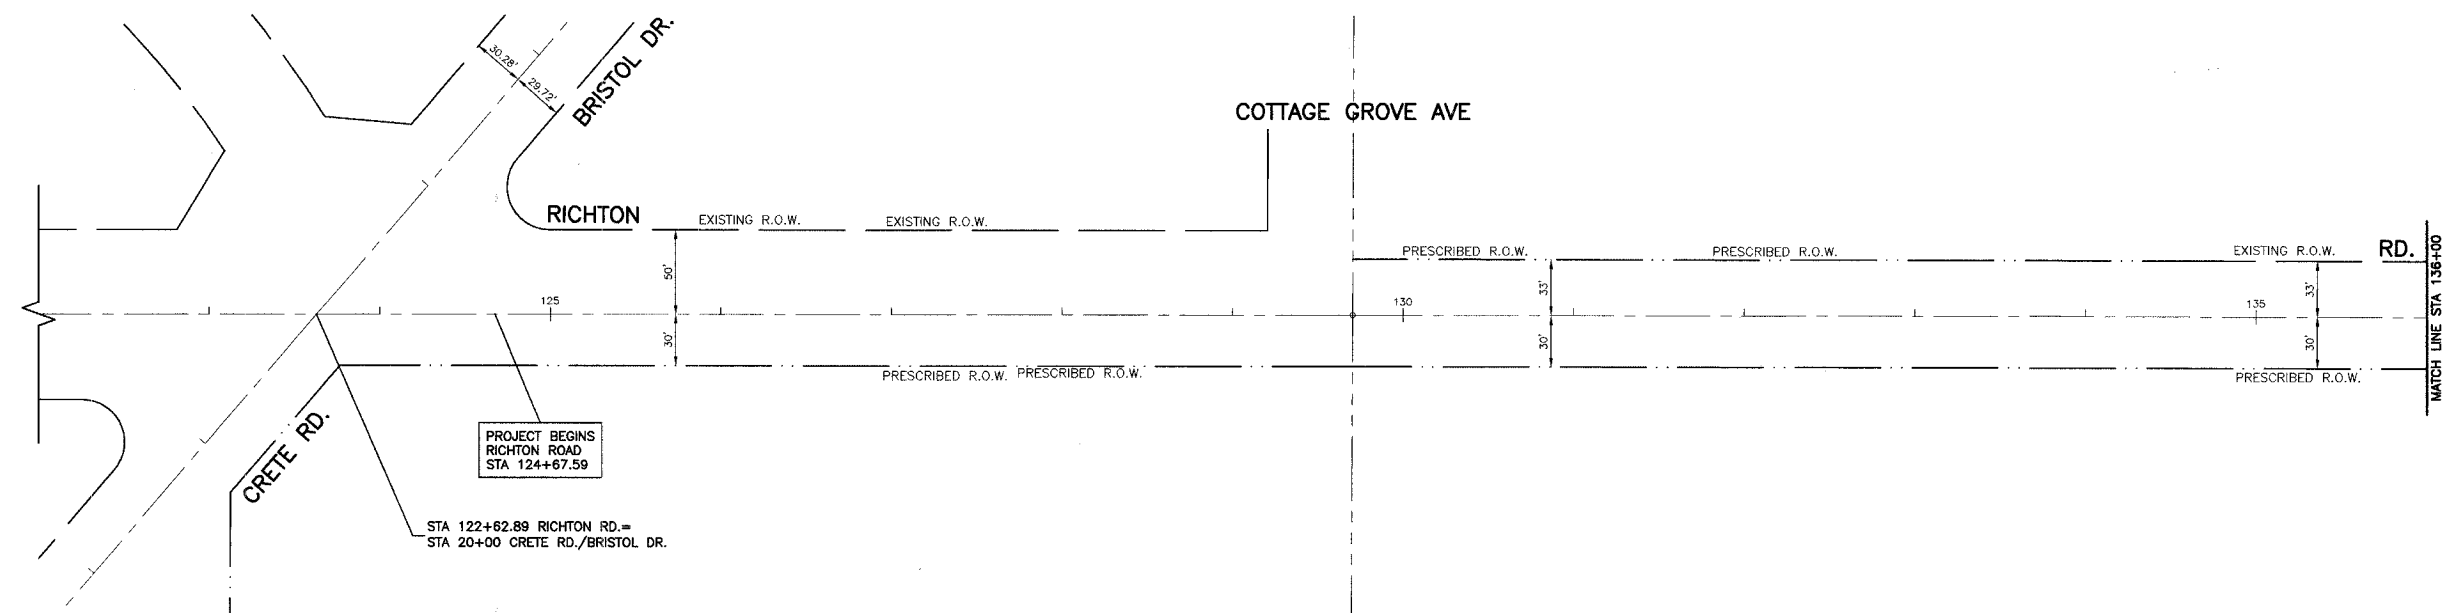 30.28'
29.72'
BRISTOL DR.
COTTAGE GROVE AVE
RICHTON
EXISTING R.O.W.
EXISTING R.O.W.
PRESCRIBED R.O.W.
PRESCRIBED R.O.W.
EXISTING R.O.W.
RD.
50'
33'
33'
125
130
135
30'
30'
30'
MATCH LINE STA 136+00
PRESCRIBED R.O.W.
PRESCRIBED R.O.W.
PRESCRIBED R.O.W.
CRETE RD.
PROJECT BEGINS
RICHTON ROAD
STA 124+67.59
STA 122+62.89 RICHTON RD.=
STA 20+00 CRETE RD./BRISTOL DR.